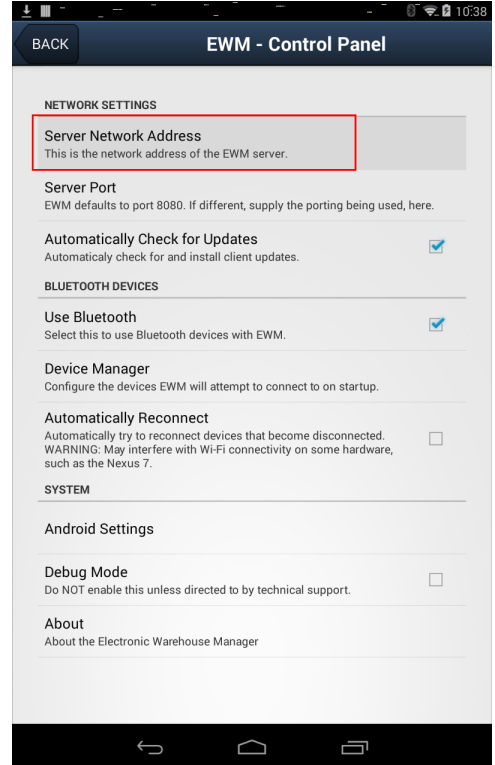 10:38
BACK
EWM - Control Panel
NETWORK SETTINGS
Server Network Address
This is the network address of the EWM server.
Server Port
EWM defaults to port 8080. If different, supply the porting being used, here.
Automatically Check for Updates
Automaticaly check for and install client updates.
BLUETOOTH DEVICES
Use Bluetooth
Select this to use Bluetooth devices with EWM.
Device Manager
Configure the devices EWM will attempt to connect to on startup.
Automatically Reconnect
Automatically try to reconnect devices that become disconnected.
WARNING: May interfere with Wi-Fi connectivity on some hardware,
such as the Nexus 7.
SYSTEM
Android Settings
Debug Mode
Do NOT enable this unless directed to by technical support.
About
About the Electronic Warehouse Manager